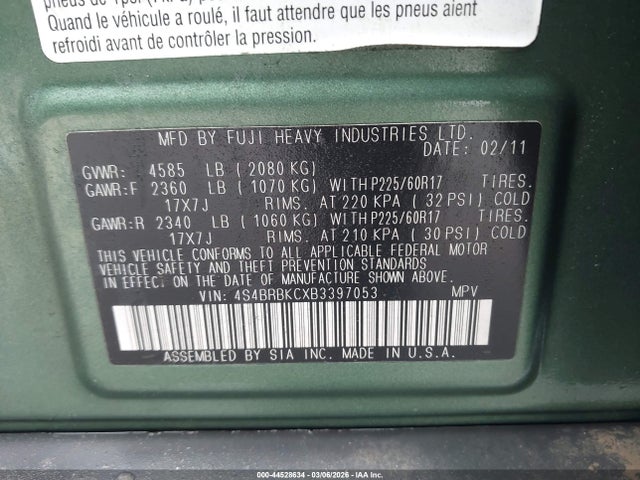 pneus de
Quand le véhicule a roulé, il faut attendre que les pneus aient
refroidi avant de contrôler la pression.
MFD BY FUJI HEAVY INDUSTRIES LTD.
DATE: 02/11
GVWR: 4585 LB ( 2080 KG)
GAWR:F 2360 LB ( 1070 KG) WITH P225/60R17 TIRES.
17X7J RIMS. AT 220 KPA ( 32 PSI) COLD
GAWR:R 2340 LB ( 1060 KG) WITH P225/60R17 TIRES.
17X7J RIMS. AT 210 KPA ( 30 PSI) COLD
THIS VEHICLE CONFORMS TO ALL APPLICABLE FEDERAL MOTOR
VEHICLE SAFETY AND THEFT PREVENTION STANDARDS
IN EFFECT ON THE DATE OF MANUFACTURE SHOWN ABOVE.
VIN: 4S4BRBKCXB3397053 MPV
ASSEMBLED BY SIA INC. MADE IN U.S.A.
000-44528634 - 03/06/2026 - IAA Inc.